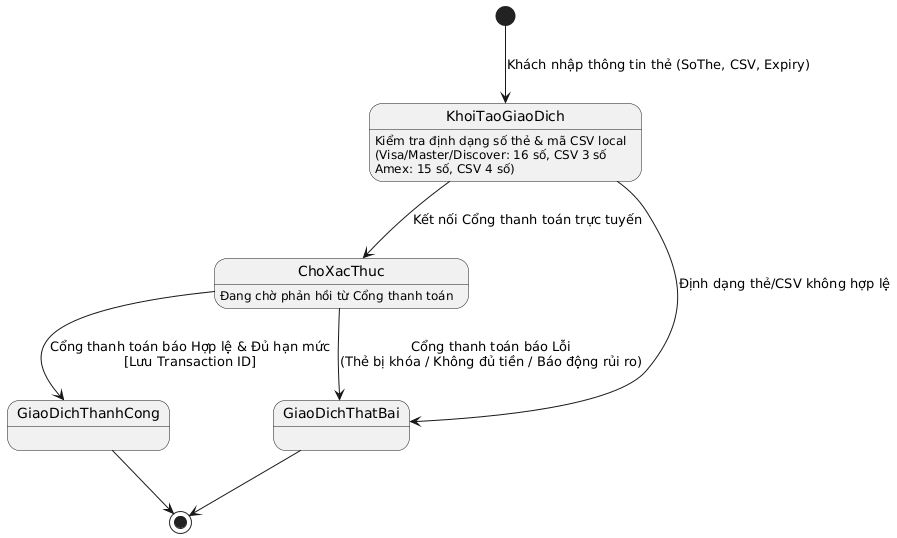 Khách nhập thông tin thẻ (SoThe, CSV, Expiry)
KhoiTaoGiaoDich
Kiểm tra định dạng số thẻ & mã CSV local
(Visa/Master/Discover: 16 số, CSV 3 số
Amex: 15 số, CSV 4 số)
Kết nối Cổng thanh toán trực tuyến
ChoXacThuc
Đang chờ phản hồi từ Cổng thanh toán
Định dạng thẻ/CSV không hợp lệ
Cổng thanh toán báo Hợp lệ & Đủ hạn mức
[Lưu Transaction ID]
Cổng thanh toán báo Lỗi
(Thẻ bị khóa / Không đủ tiền / Báo động rủi ro)
GiaoDichThanhCong
GiaoDichThatBai